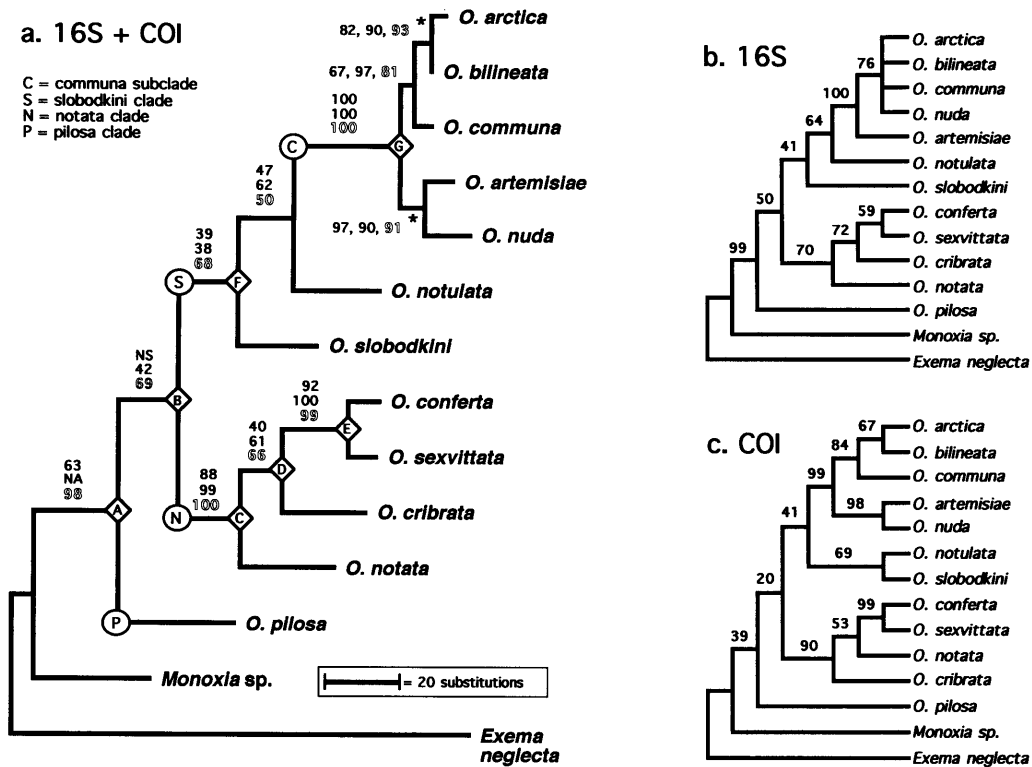 a. 16S + COI
C = communa subclade
S = slobodkini clade
N = notata clade
P = pilosa clade
82, 90, 93
*
O. arctica
67, 97, 81
O. bilineata
100
100
100
O. communa
C
G
47
62
50
O. artemisiae
*
97, 90, 91
O. nuda
39
38
68
S
F
O. notulata
O. slobodkini
NS
42
69
B
92
100
99
O. conferta
E
40
61
66
O. sexvittata
D
88
99
100
O. cribrata
N
C
63
NA
98
A
O. notata
P
O. pilosa
Monoxia sp.
= 20 substitutions
Exema
neglecta
b. 16S
O. arctica
76
O. bilineata
100
O. communa
O. nuda
64
O. artemisiae
41
O. notulata
50
O. slobodkini
59
O. conferta
72
O. sexvittata
99
70
O. cribrata
O. notata
O. pilosa
Monoxia sp.
Exema neglecta
c. COI
67
O. arctica
84
O. bilineata
99
O. communa
98
O. artemisiae
41
O. nuda
69
O. notulata
20
O. slobodkini
99
O. conferta
53
O. sexvittata
39
90
O. notata
O. cribrata
O. pilosa
Monoxia sp.
Exema neglecta